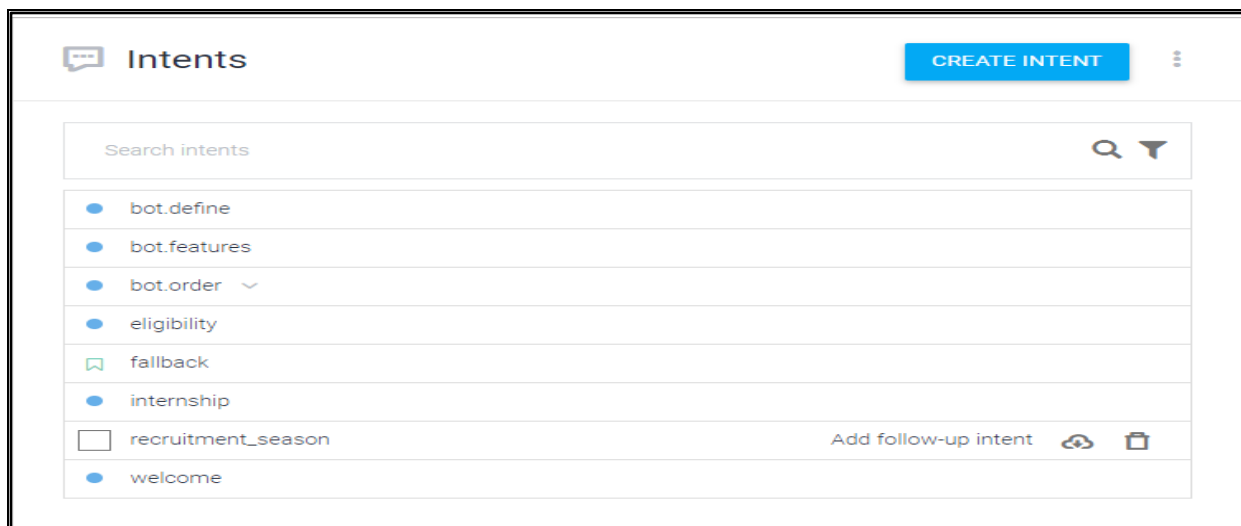 Intents CREATE INTENT
Search intents
bot.define
bot.features
bot.order
eligibility
fallback
internship
recruitment_season Add follow-up intent
welcome